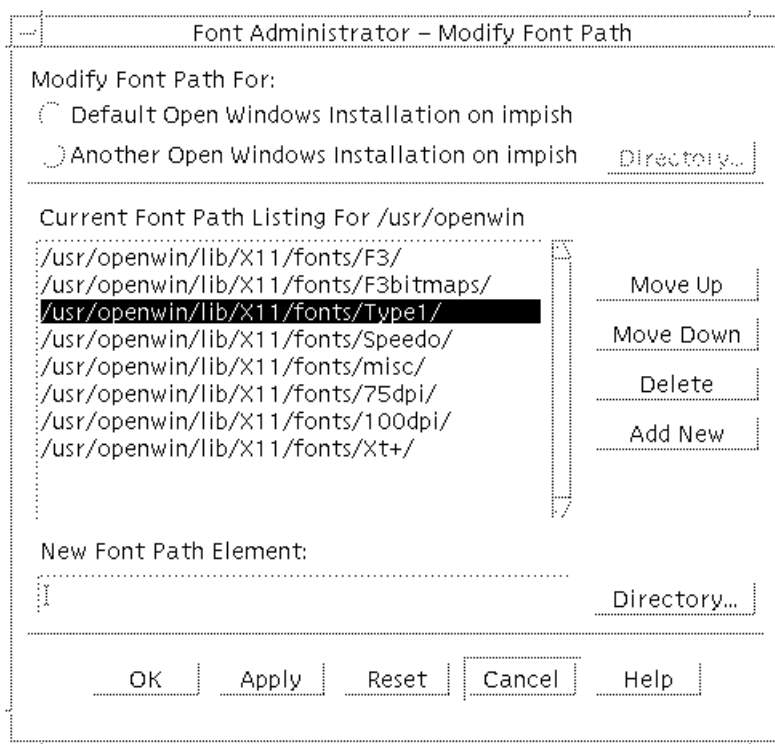 Font Administrator – Modify Font Path
Modify Font Path For:
Default Open Windows Installation on impish
Another Open Windows Installation on impish
Directory...
Current Font Path Listing For /usr/openwin
/usr/openwin/lib/X11/fonts/F3/
/usr/openwin/lib/X11/fonts/F3bitmaps/
/usr/openwin/lib/X11/fonts/Type1/
/usr/openwin/lib/X11/fonts/Speedo/
/usr/openwin/lib/X11/fonts/misc/
/usr/openwin/lib/X11/fonts/75dpi/
/usr/openwin/lib/X11/fonts/100dpi/
/usr/openwin/lib/X11/fonts/Xt+/
Move Up
Move Down
Delete
Add New
New Font Path Element:
Directory...
OK
Apply
Reset
Cancel
Help